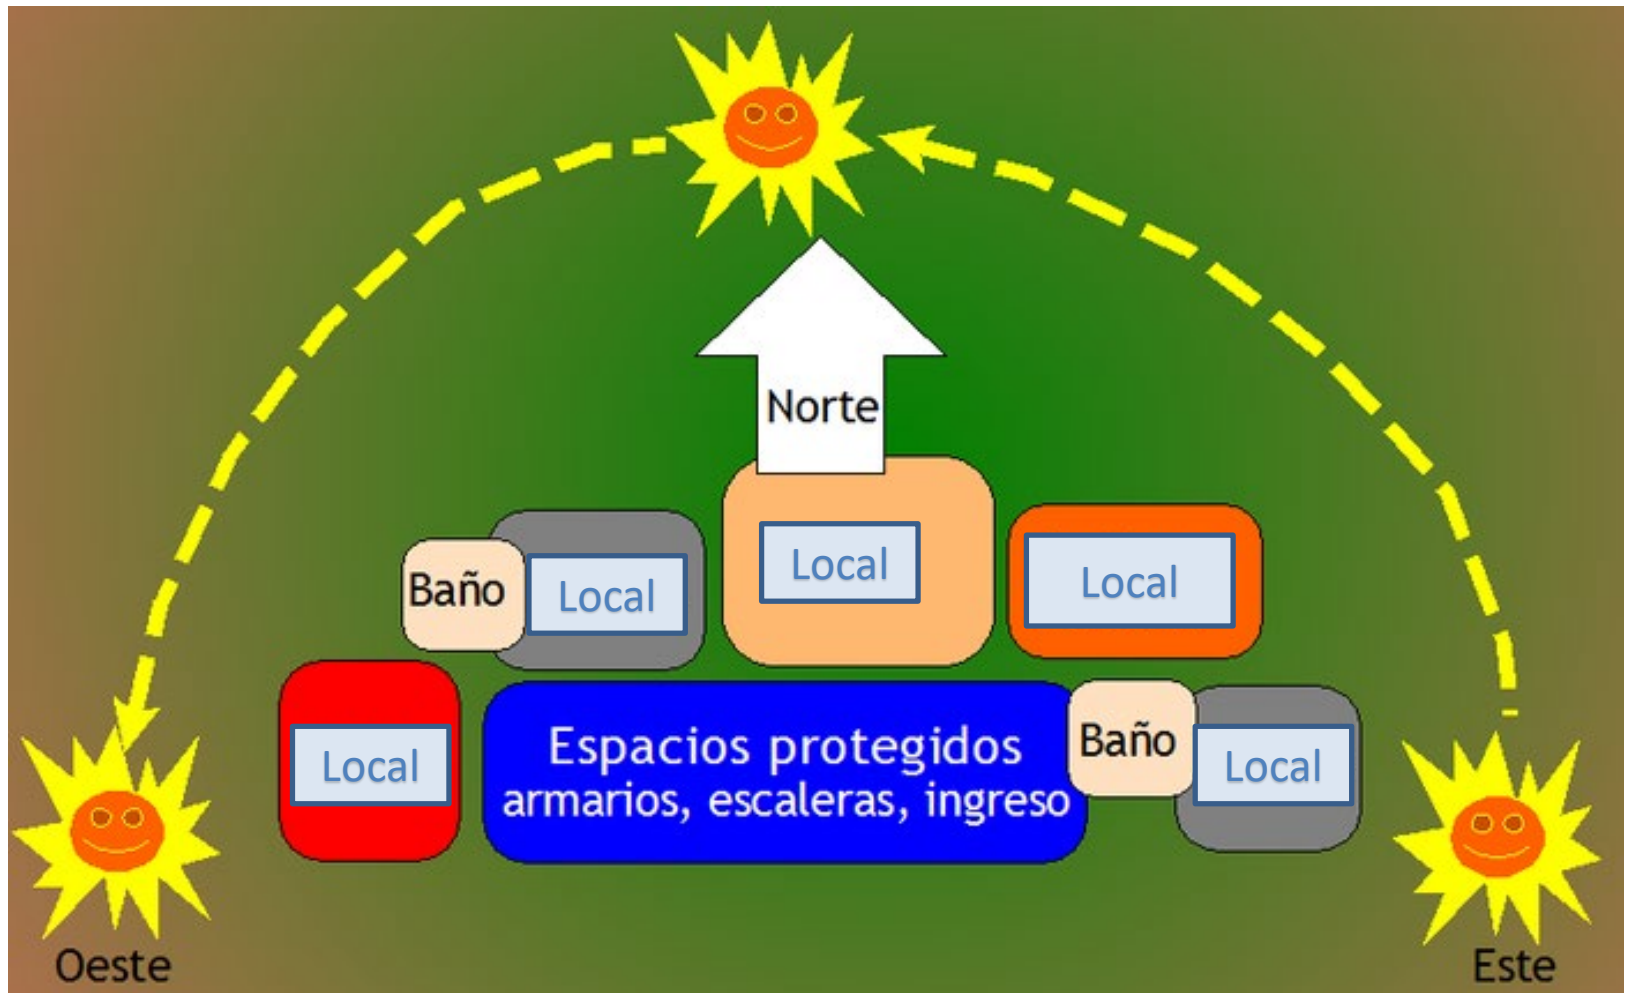 Norte
Local
Local
Baño
Local
Local
Espacios protegidos
armarios, escaleras, ingreso
Baño
Local
Oeste
Este